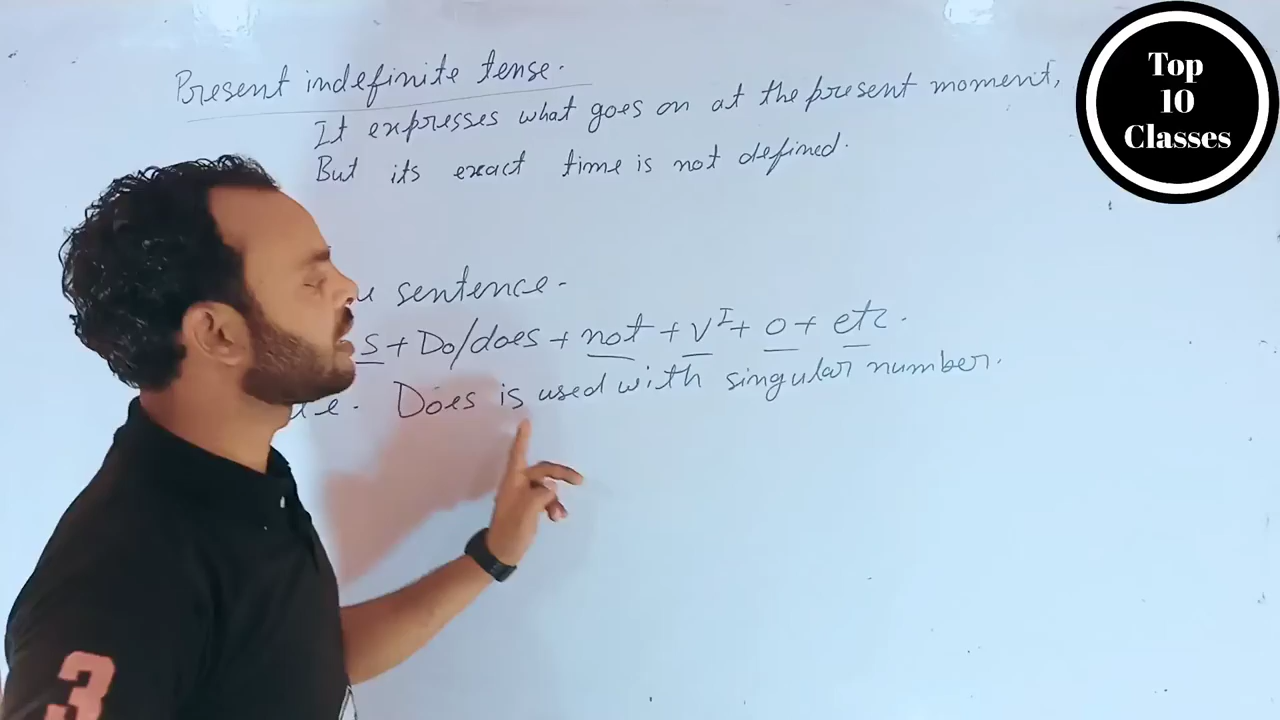 Present indefinite tense.
It expresses what goes on at the present moment,
But its exact time is not defined.
sentence.
S + Do/does + not + V^I + O + etc.
Does is used with singular number.
Top
10
Classes
3